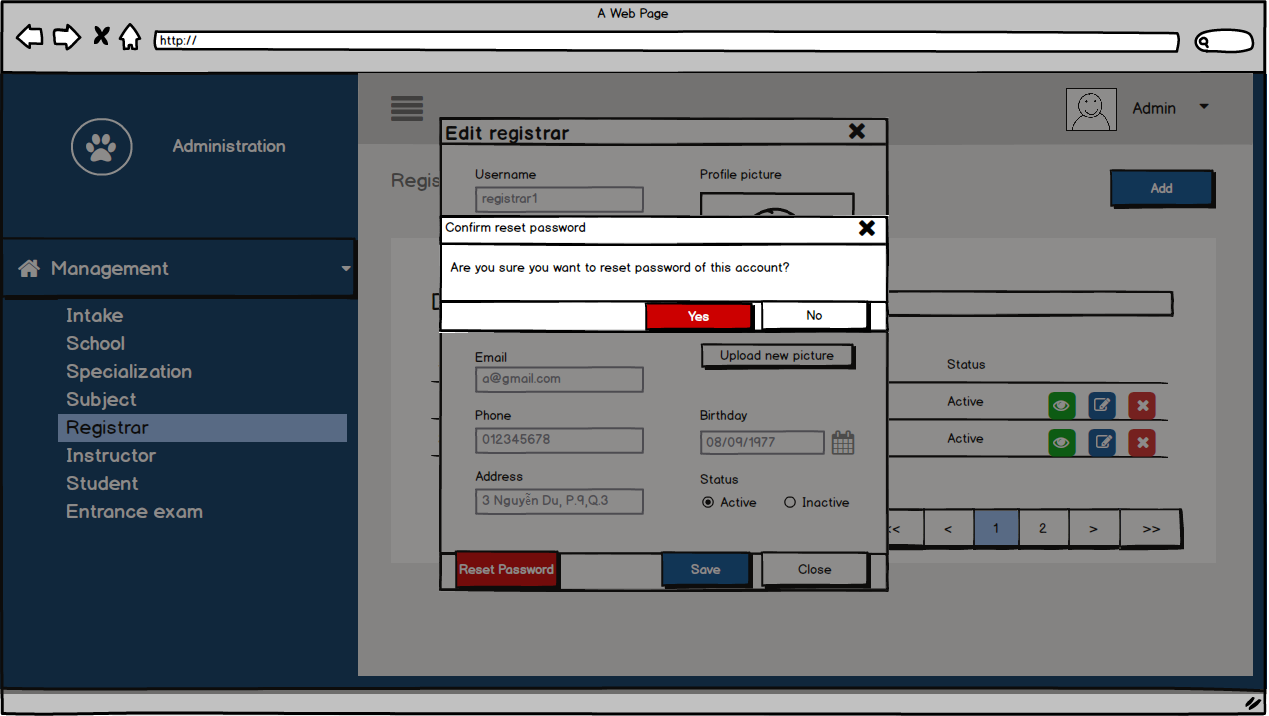 A Web Page
http://
Admin
Administration
Edit registrar
Username
Profile picture
registrar1
Regis
Add
Confirm reset password
Are you sure you want to reset password of this account?
Yes
No
Management
Intake
School
Specialization
Subject
Registrar
Instructor
Student
Entrance exam
Email
Upload new picture
a@gmail.com
Status
Phone
Birthday
Active
012345678
08/09/1977
Active
Address
Status
3 Nguyễn Du, P.9,Q.3
Active
Inactive
<<
<
1
2
>
>>
Reset Password
Save
Close